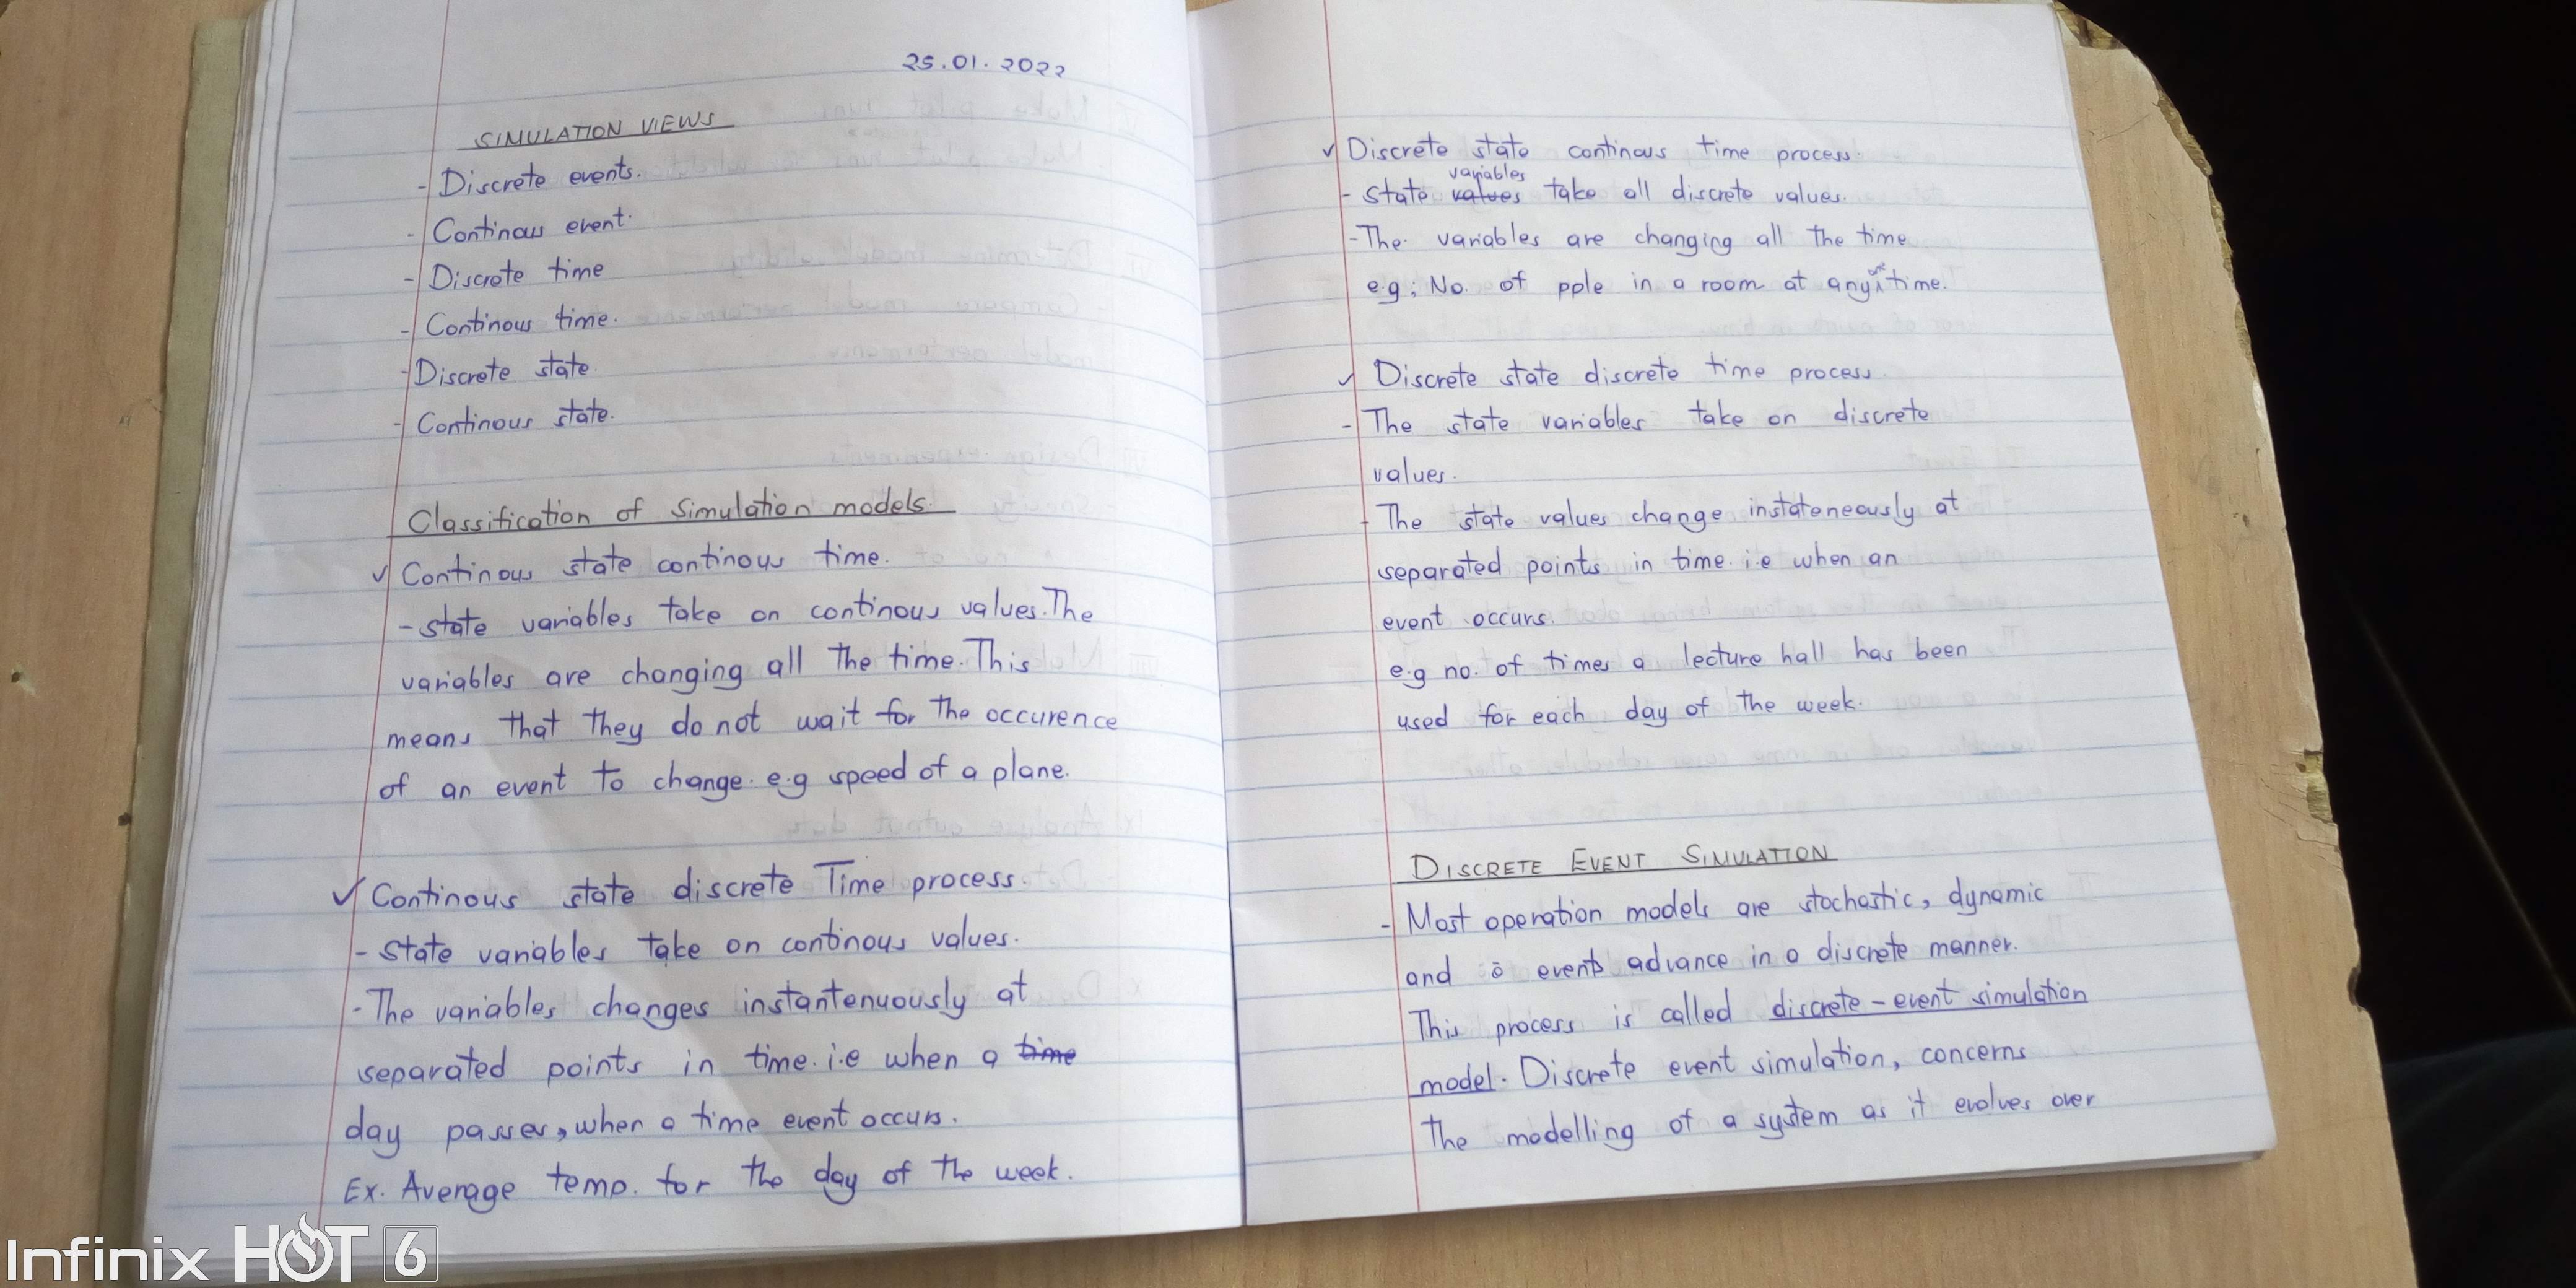 25.01.2022
SIMULATION VIEWS
- Discrete events.
- Continous event.
- Discrete time
- Continous time.
- Discrete state
- Continous state.
Classification of simulation models.
✓ Continous state continous time.
- state variables take on continous values. The
variables are changing all the time. This
means that they do not wait for the occurence
of an event to change. e.g speed of a plane.
✓ Continous state discrete Time process.
- state variables take on continous values.
- The variables changes instantenuously at
separated points in time. i.e when a time
day passes, when a time event occurs.
Ex. Average temp. for the day of the week.
✓ Discrete state continous time process.
variables
- state values take all discrete values.
- The variables are changing all the time
e.g; No. of pple in a room at any time.
✓ Discrete state discrete time process.
- The state variables take on discrete
values.
- The state values change instateneously at
separated points in time. i.e when an
event occurs.
e.g no. of times a lecture hall has been
used for each day of the week.
DISCRETE EVENT SIMULATION
- Most operation models are stochastic, dynamic
and events advance in a discrete manner.
This process is called discrete-event simulation
model. Discrete event simulation, concerns
the modelling of a system as it evolves over
Infinix HOT 6